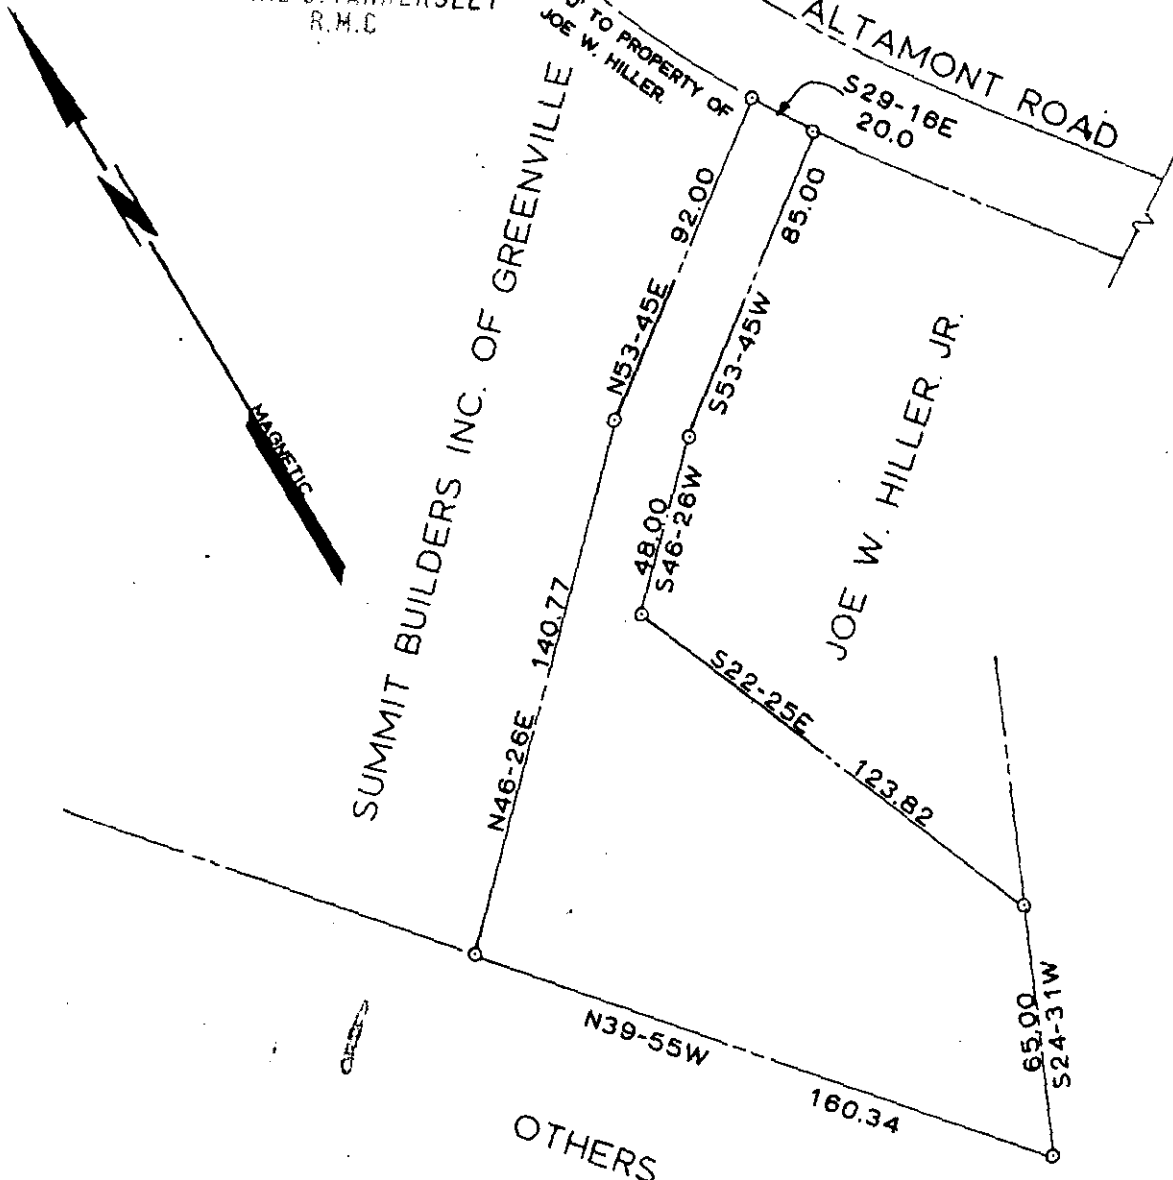 R.M.C
TO PROPERTY OF
JOE W. HILLER.
ALTAMONT ROAD
S29-16E
20.0
N53-45E 92.00
S53-45W 85.00
MAGNETIC
SUMMIT BUILDERS INC. OF GREENVILLE
JOE W. HILLER. JR.
48.00
S46-26W
N46-26E 140.77
S22-25E 123.82
65.00
S24-31W
N39-55W 160.34
OTHERS